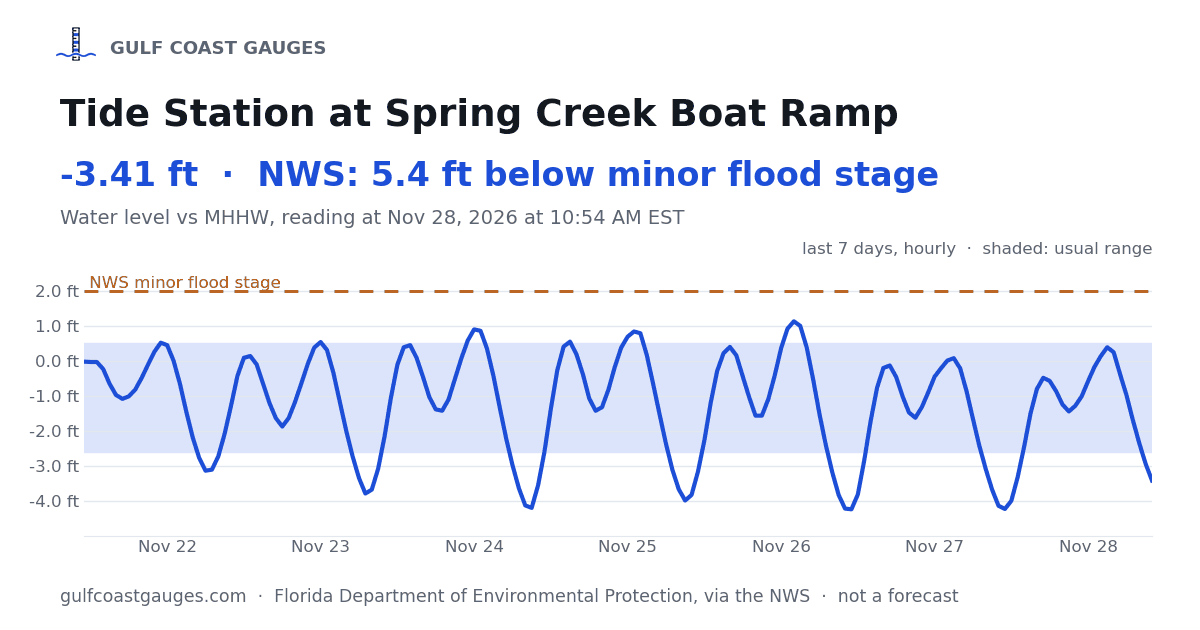 GULF COAST GAUGES
Tide Station at Spring Creek Boat Ramp
-3.41 ft · NWS: 5.4 ft below minor flood stage
Water level vs MHHW, reading at Nov 28, 2026 at 10:54 AM EST
last 7 days, hourly · shaded: usual range
NWS minor flood stage
2.0 ft
1.0 ft
0.0 ft
-1.0 ft
-2.0 ft
-3.0 ft
-4.0 ft
Nov 22 Nov 23 Nov 24 Nov 25 Nov 26 Nov 27 Nov 28
gulfcoastgauges.com · Florida Department of Environmental Protection, via the NWS · not a forecast